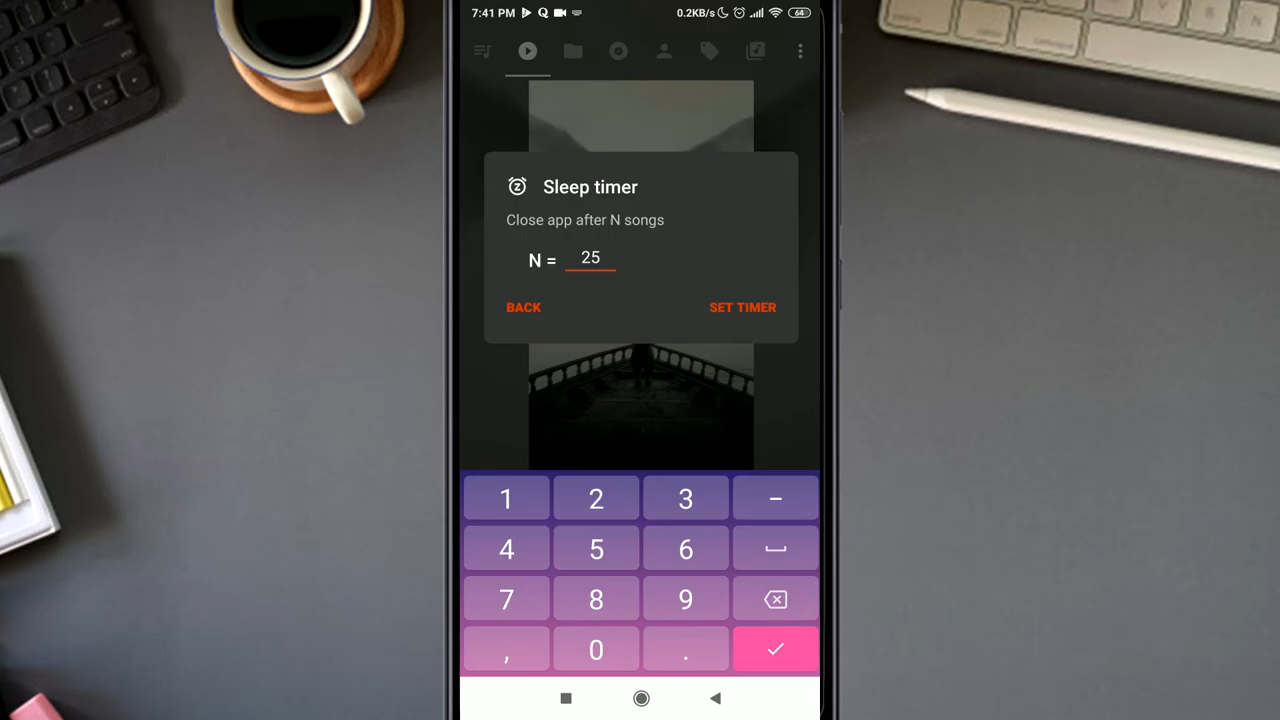 7:41 PM
0.2KB/s
64
Sleep timer
Close app after N songs
N = 25
BACK
SET TIMER
1 2 3 −
4 5 6
7 8 9
, 0 .